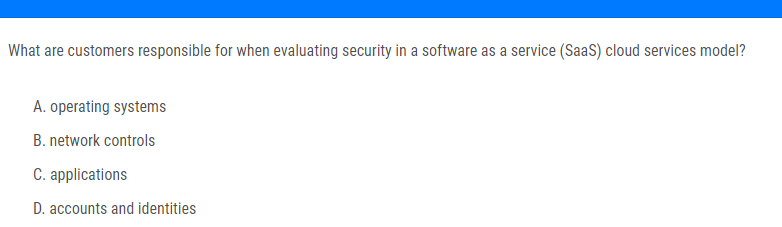 What are customers responsible for when evaluating security in a software as a service (SaaS) cloud services model?
A. operating systems
B. network controls
C. applications
D. accounts and identities